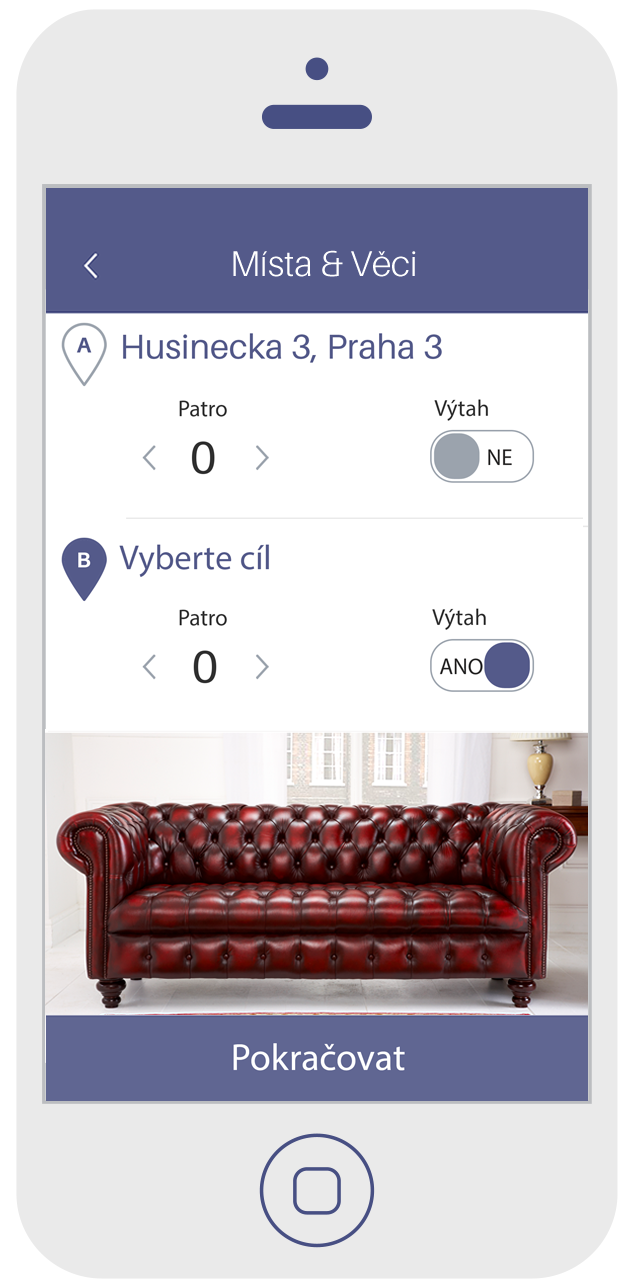 Místa & Věci
A Husinecka 3, Praha 3
Patro Výtah
0 NE
B Vyberte cíl
Patro Výtah
0 ANO
Pokračovat